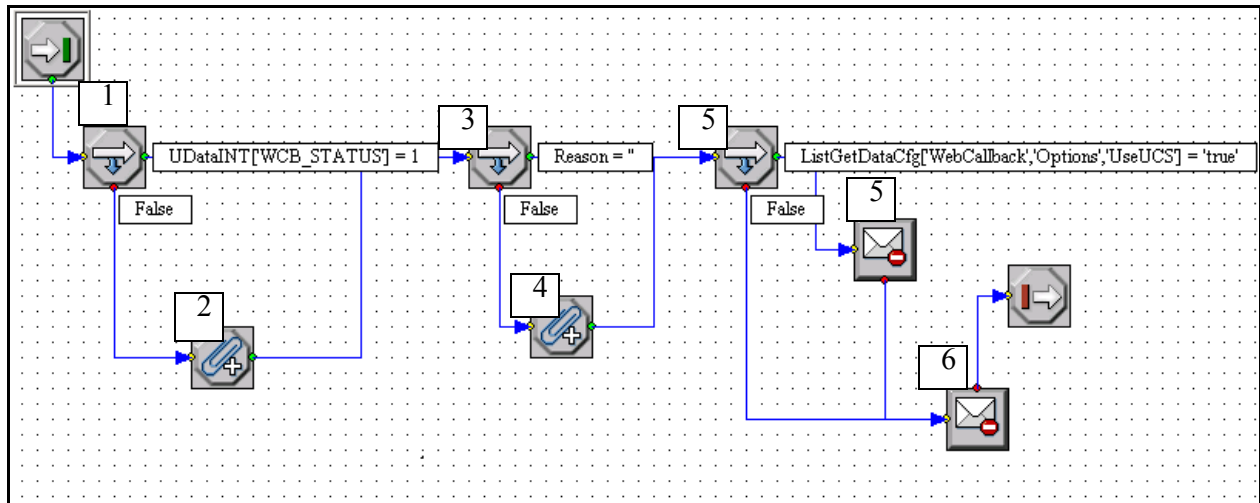 1
UDataINT['WCB_STATUS'] = 1
False
2
3
Reason = ''
False
4
5
ListGetDataCfg['WebCallback','Options','UseUCS'] = 'true'
False
5
6